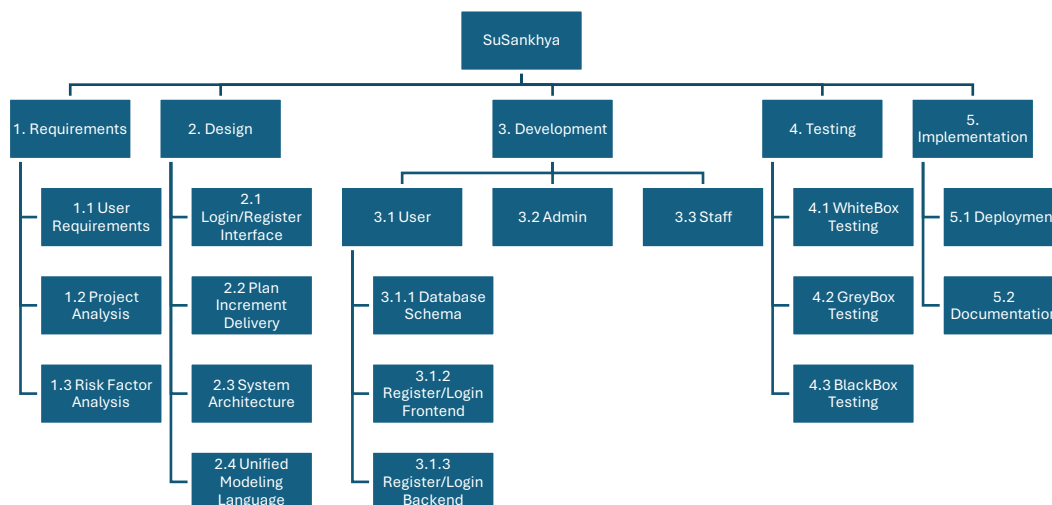 SuSankhya
1. Requirements
2. Design
3. Development
4. Testing
5.
Implementation
1.1 User
Requirements
1.2 Project
Analysis
1.3 Risk Factor
Analysis
2.1
Login/Register
Interface
2.2 Plan
Increment
Delivery
2.3 System
Architecture
2.4 Unified
Modeling
Language
3.1 User
3.2 Admin
3.3 Staff
3.1.1 Database
Schema
3.1.2
Register/Login
Frontend
3.1.3
Register/Login
Backend
4.1 WhiteBox
Testing
4.2 GreyBox
Testing
4.3 BlackBox
Testing
5.1 Deployment
5.2
Documentation